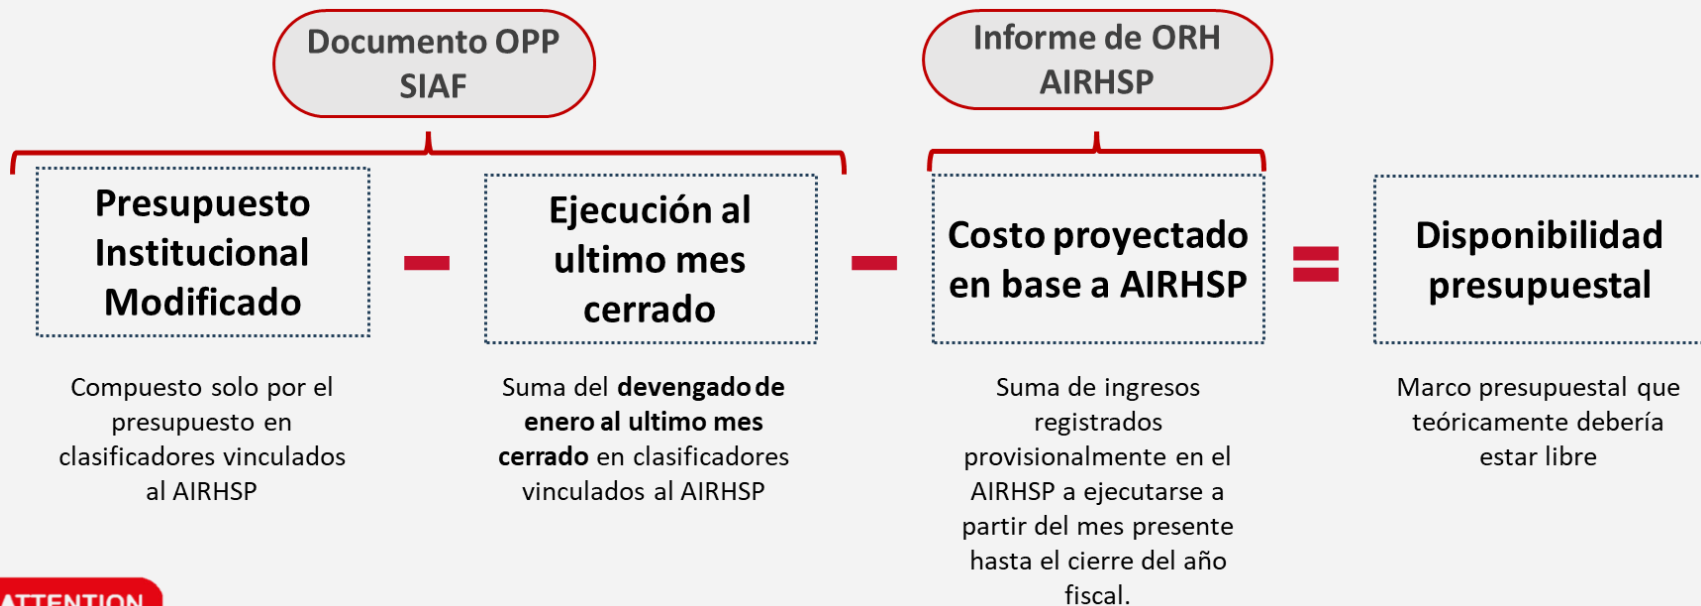 Documento OPP
SIAF
Informe de ORH
AIRHSP
Presupuesto
Institucional
Modificado
Ejecución al
ultimo mes
cerrado
Costo proyectado
en base a AIRHSP
Disponibilidad
presupuestal
Compuesto solo por el
presupuesto en
clasificadores vinculados
al AIRHSP
Suma del devengado de
enero al ultimo mes
cerrado en clasificadores
vinculados al AIRHSP
Suma de ingresos
registrados
provisionalmente en el
AIRHSP a ejecutarse a
partir del mes presente
hasta el cierre del año
fiscal.
Marco presupuestal que
teóricamente debería
estar libre
ATTENTION